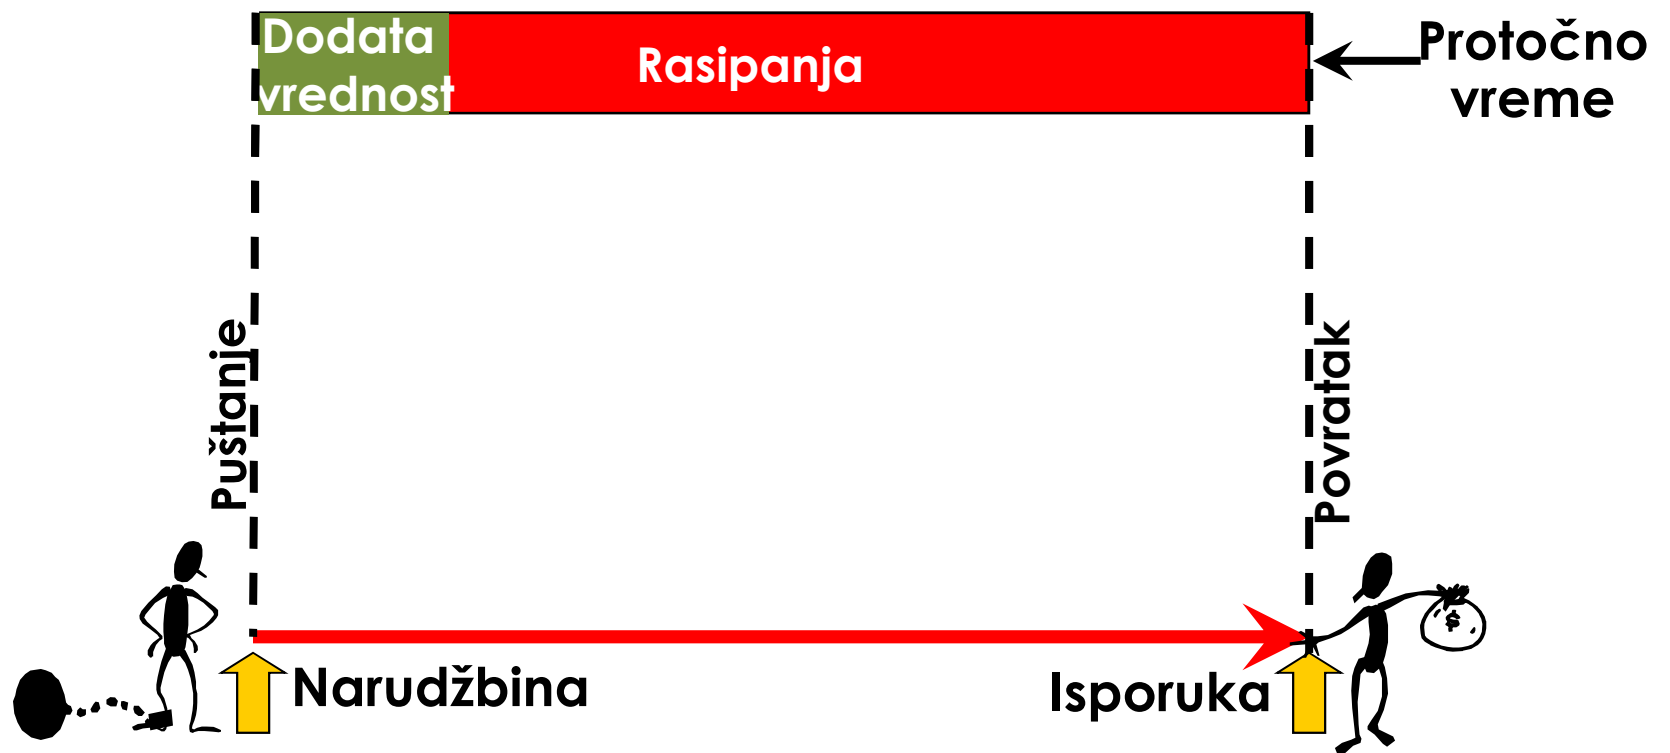 Dodata
vrednost
Rasipanja
Protočno
vreme
Puštanje
Povratak
$
Narudžbina
Isporuka